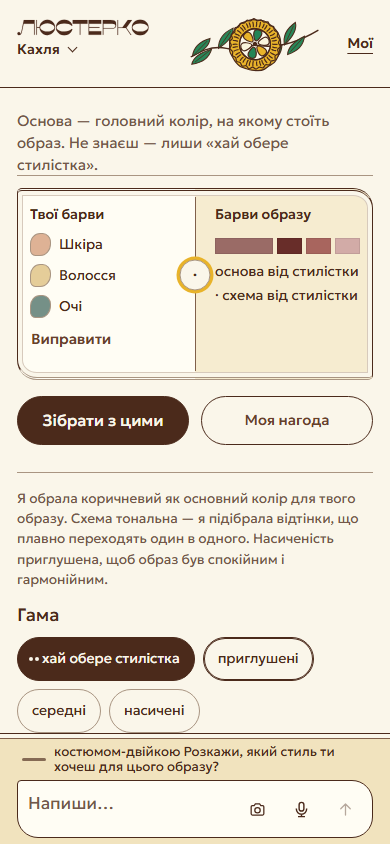 ЛЮСТЕРКО
Кахля
Мої
Основа — головний колір, на якому стоїть
образ. Не знаєш — лиши «хай обере
стилістка».
Твої барви
Шкіра
Волосся
Очі
Виправити
Барви образу
основа від стилістки
· схема від стилістки
Зібрати з цими
Моя нагода
Я обрала коричневий як основний колір для твого
образу. Схема тональна — я підібрала відтінки, що
плавно переходять один в одного. Насиченість
приглушена, щоб образ був спокійним і
гармонійним.
Гама
•• хай обере стилістка
приглушені
середні
насичені
костюмом-двійкою Розкажи, який стиль ти
хочеш для цього образу?
Напиши...